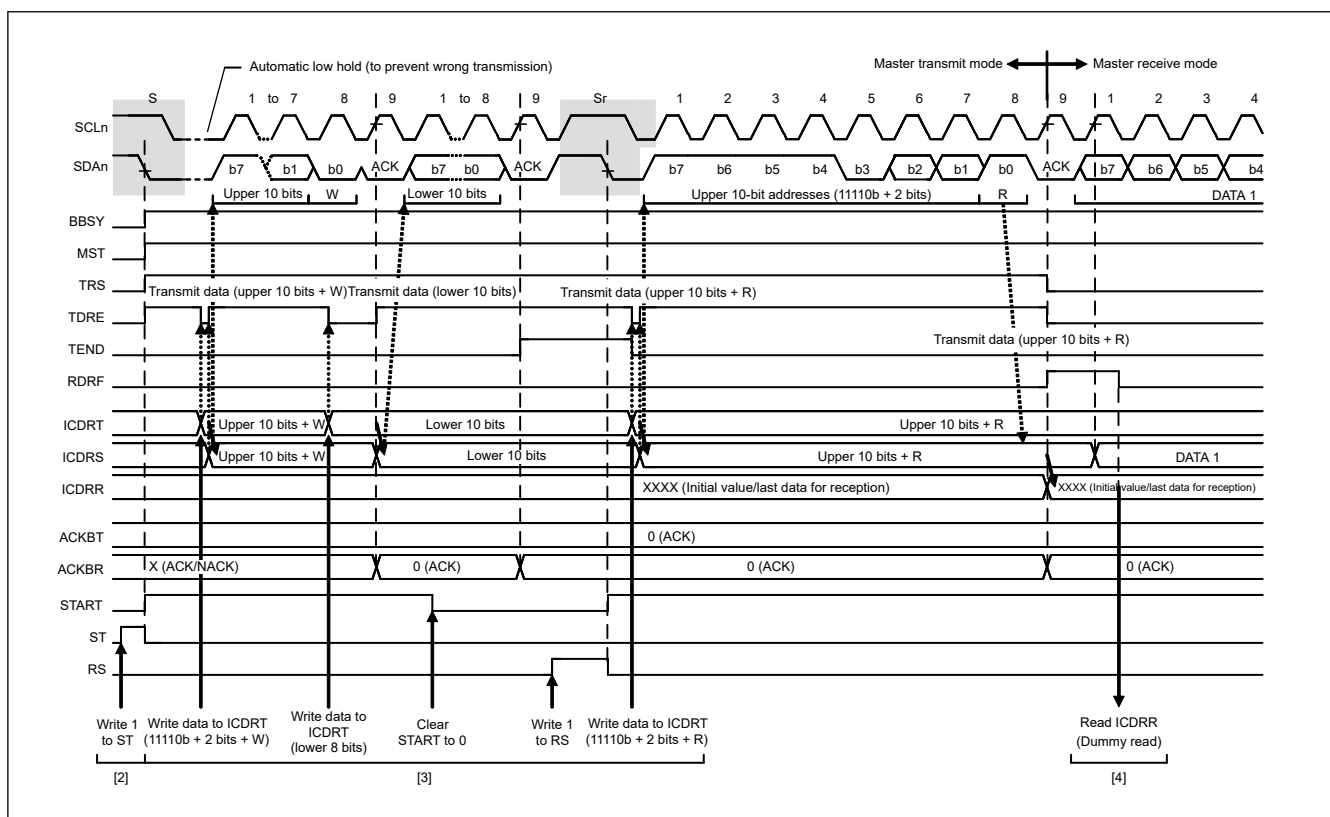 Automatic low hold (to prevent wrong transmission)
Master transmit mode
Master receive mode
S 1 to 7 8 9 1 to 8 9 Sr 1 2 3 4 5 6 7 8 9 1 2 3 4
SCLn
SDAn b7 b1 b0 ACK b7 b0 ACK b7 b6 b5 b4 b3 b2 b1 b0 ACK b7 b6 b5 b4
Upper 10 bits W Lower 10 bits Upper 10-bit addresses (11110b + 2 bits) R DATA 1
BBSY
MST
TRS
Transmit data (upper 10 bits + W) Transmit data (lower 10 bits) Transmit data (upper 10 bits + R)
TDRE
Transmit data (upper 10 bits + R)
TEND
RDRF
ICDRT Upper 10 bits + W Lower 10 bits Upper 10 bits + R
ICDRS Upper 10 bits + W Lower 10 bits Upper 10 bits + R DATA 1
ICDRR XXXX (Initial value/last data for reception) XXXX (Initial value/last data for reception)
ACKBT 0 (ACK)
ACKBR X (ACK/NACK) 0 (ACK) 0 (ACK) 0 (ACK)
START
ST
RS
Write 1
to ST
Write data to ICDRT
(11110b + 2 bits + W)
Write data to
ICDRT
(lower 8 bits)
Clear
START to 0
Write 1
to RS
Write data to ICDRT
(11110b + 2 bits + R)
Read ICDRR
(Dummy read)
[2] [3] [4]